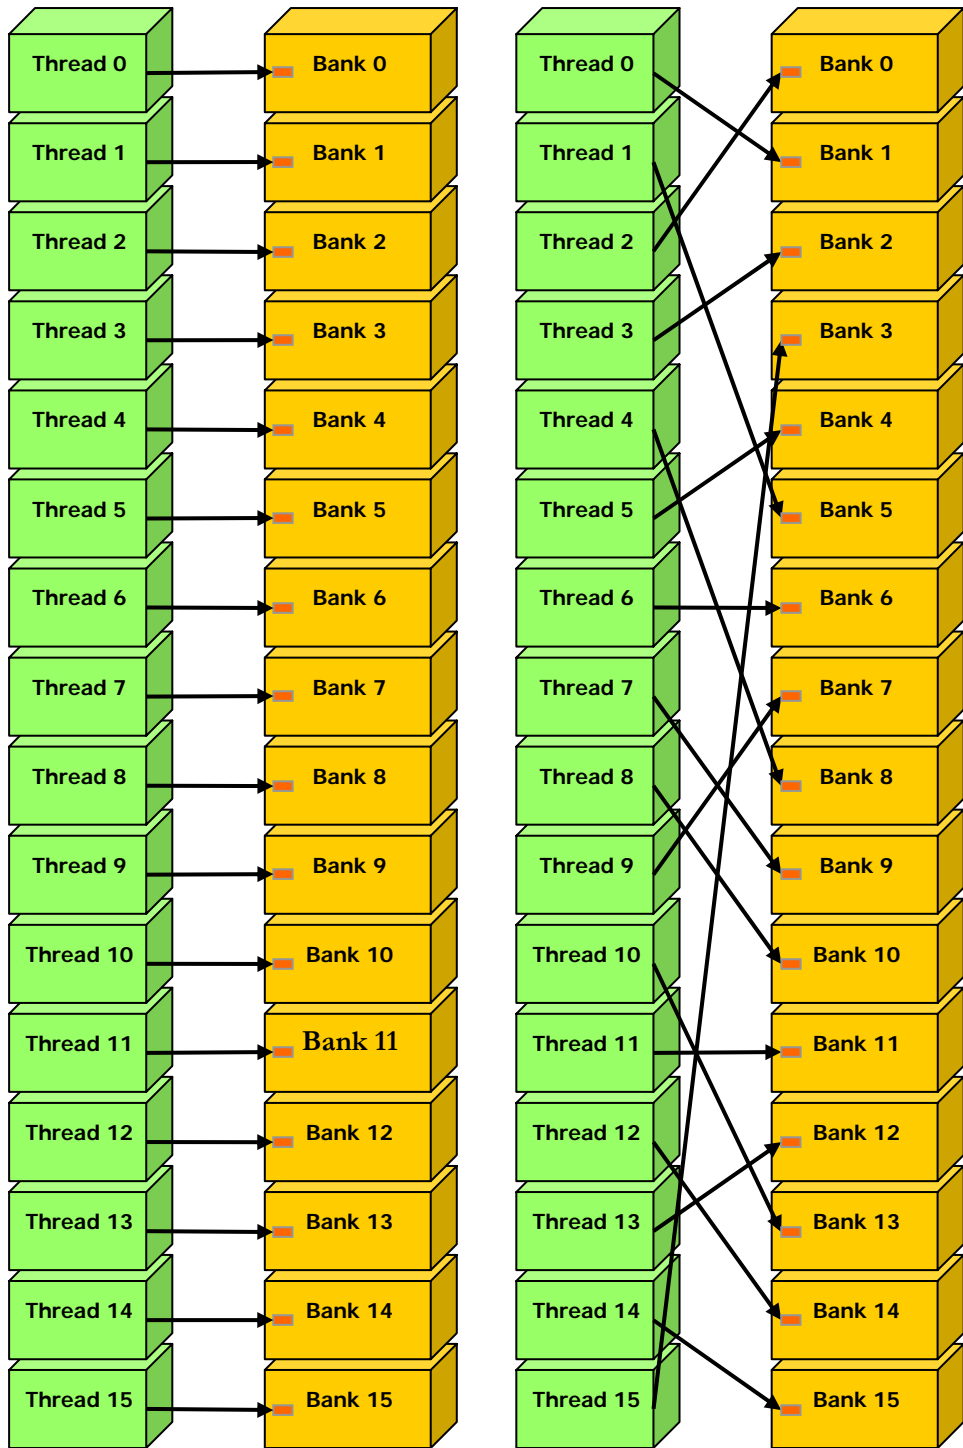 Thread 0 Bank 0 Thread 0 Bank 0
Thread 1 Bank 1 Thread 1 Bank 1
Thread 2 Bank 2 Thread 2 Bank 2
Thread 3 Bank 3 Thread 3 Bank 3
Thread 4 Bank 4 Thread 4 Bank 4
Thread 5 Bank 5 Thread 5 Bank 5
Thread 6 Bank 6 Thread 6 Bank 6
Thread 7 Bank 7 Thread 7 Bank 7
Thread 8 Bank 8 Thread 8 Bank 8
Thread 9 Bank 9 Thread 9 Bank 9
Thread 10 Bank 10 Thread 10 Bank 10
Thread 11 Bank 11 Thread 11 Bank 11
Thread 12 Bank 12 Thread 12 Bank 12
Thread 13 Bank 13 Thread 13 Bank 13
Thread 14 Bank 14 Thread 14 Bank 14
Thread 15 Bank 15 Thread 15 Bank 15